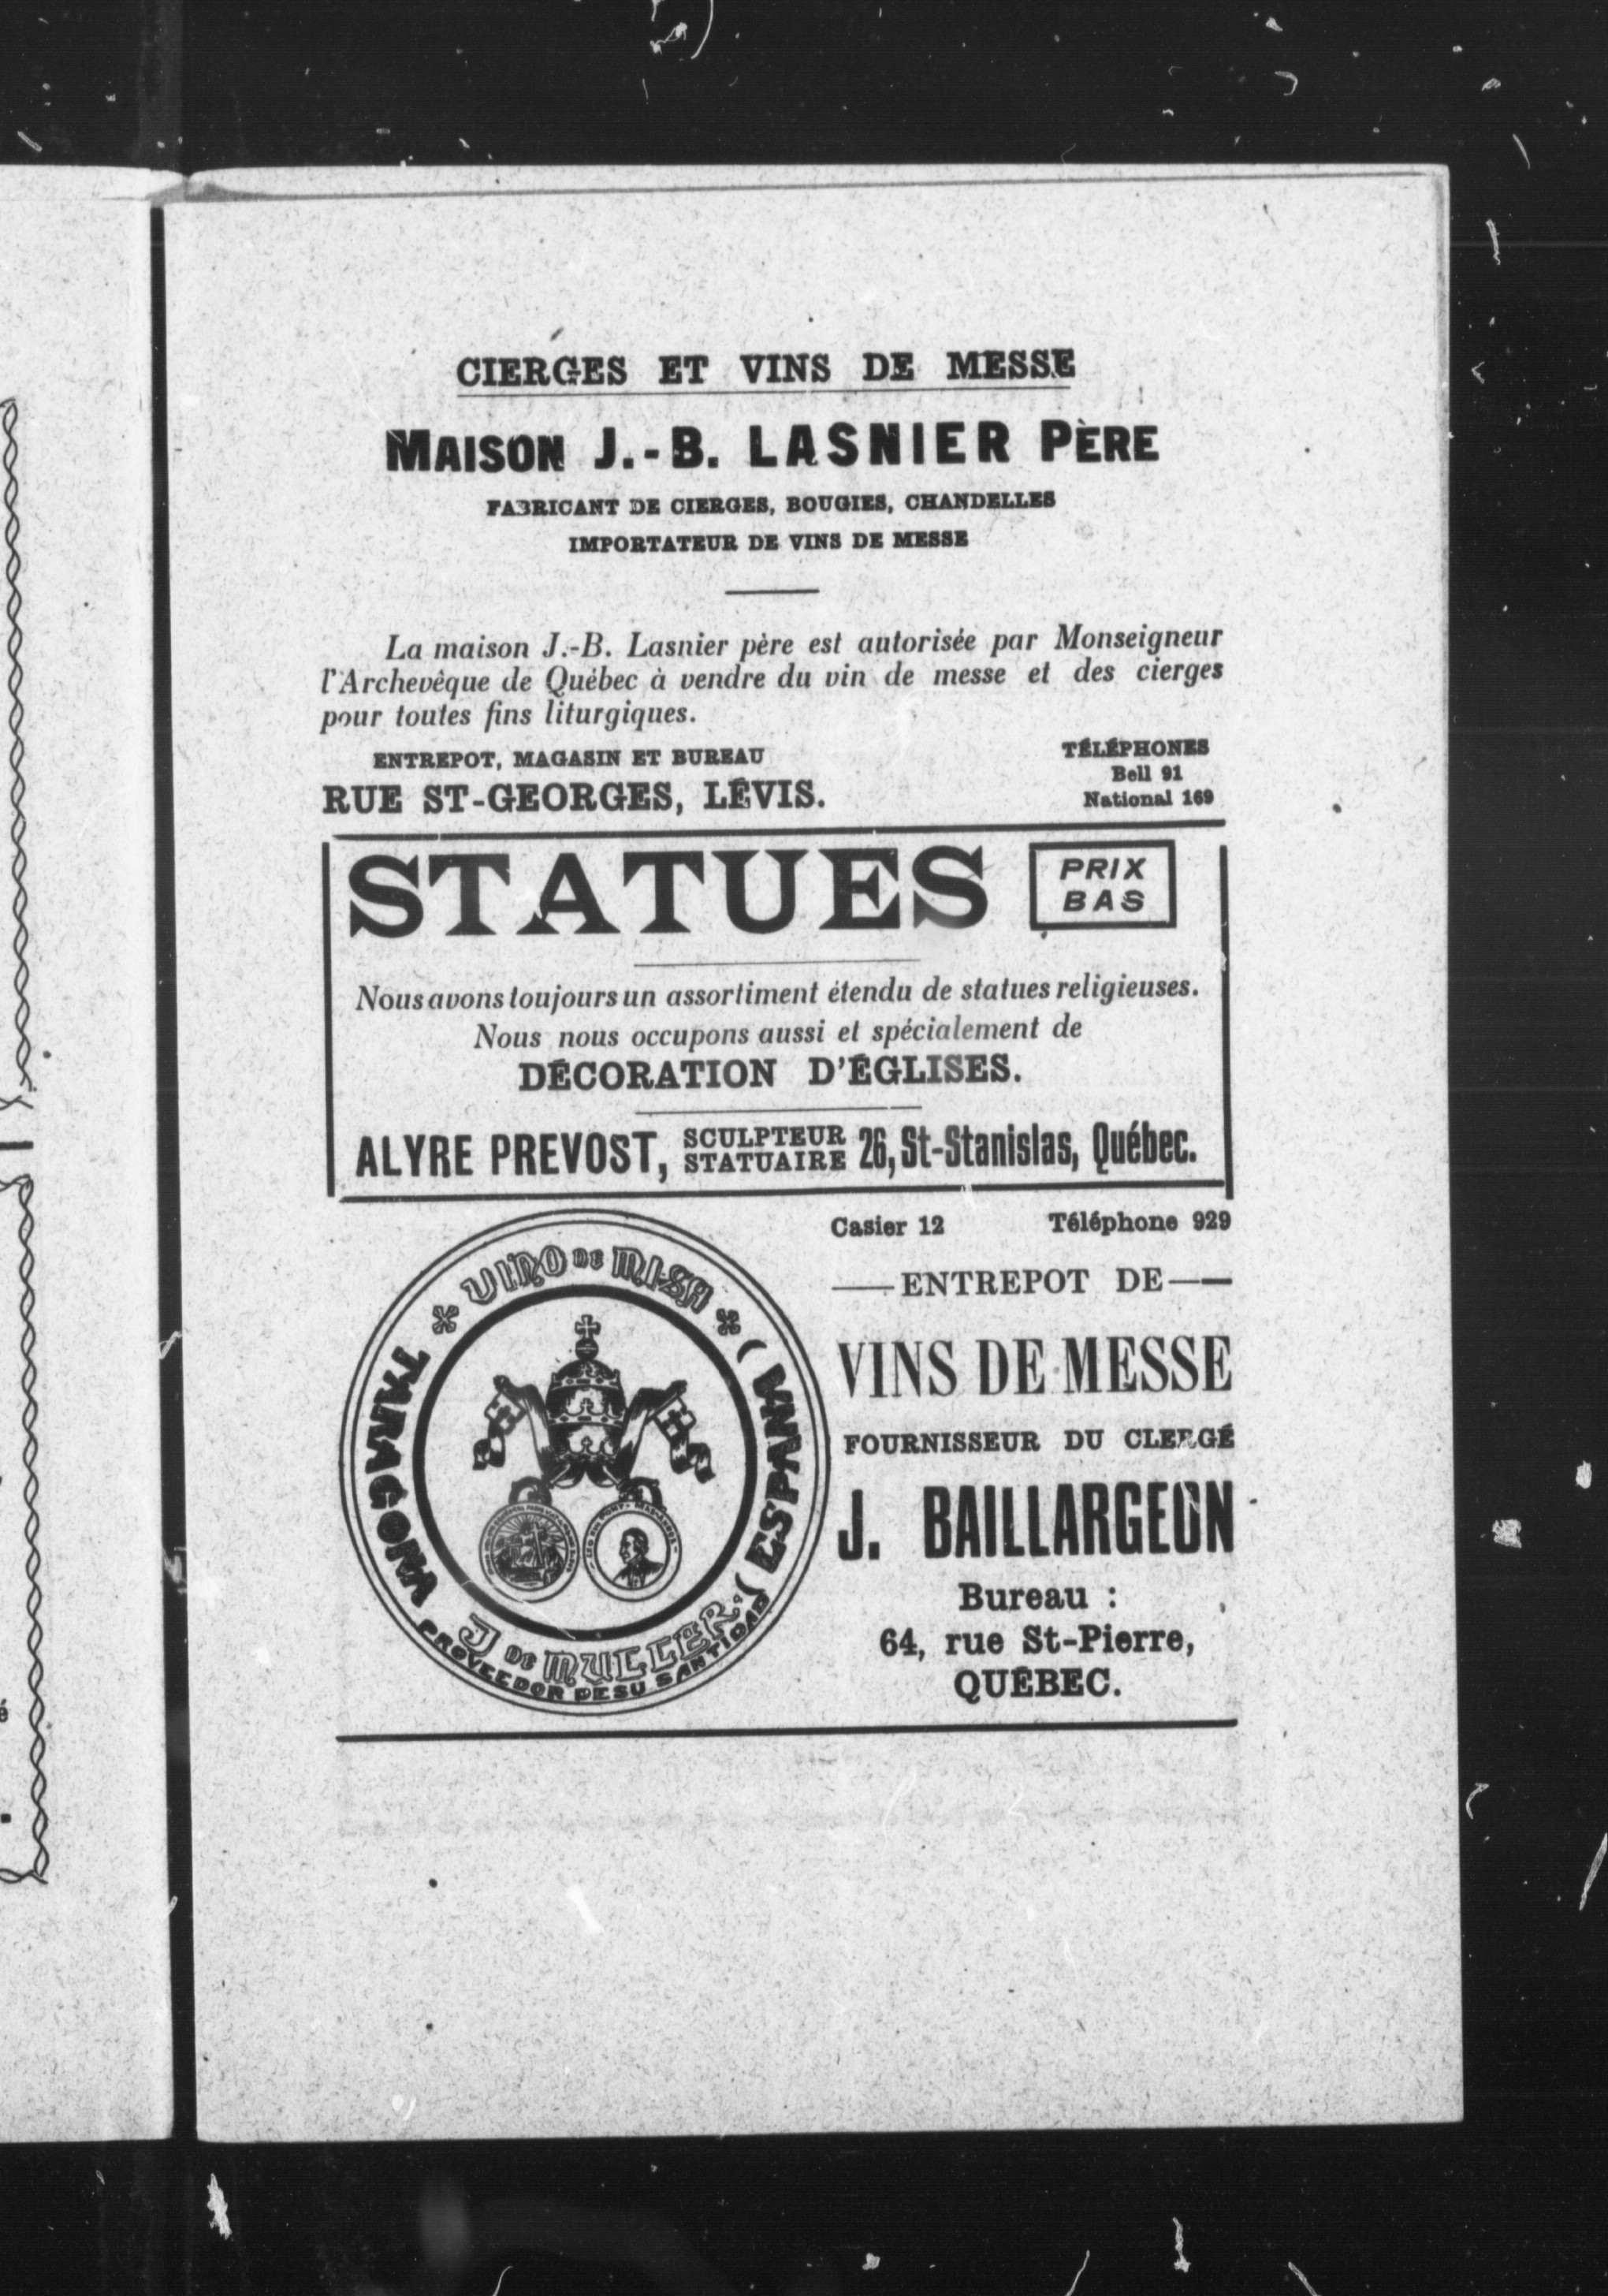 CIERGES ET VINS DE MESSE
MAISON J.-B. LASNIER PÈRE
FABRICANT DE CIERGES, BOUGIES, CHANDELLES
IMPORTATEUR DE VINS DE MESSE
La maison J.-B. Lasnier père est autorisée par Monseigneur
l'Archevêque de Québec à vendre du vin de messe et des cierges
pour toutes fins liturgiques.
ENTREPOT, MAGASIN ET BUREAU
RUE ST-GEORGES, LÉVIS.
TÉLÉPHONES
Bell 91
National 169
STATUES
PRIX
BAS
Nous avons toujours un assortiment étendu de statues religieuses.
Nous nous occupons aussi et spécialement de
DÉCORATION D'ÉGLISES.
ALYRE PREVOST, SCULPTEUR STATUAIRE 26, St-Stanislas, Québec.
VINO DE MISA
TARAGONA
(ESPANA)
J DE MULLER
PROVEEDOR DE SU SANTIDAD
Casier 12 Téléphone 929
ENTREPOT DE
VINS DE MESSE
FOURNISSEUR DU CLERGÉ
J. BAILLARGEON
Bureau :
64, rue St-Pierre,
QUÉBEC.